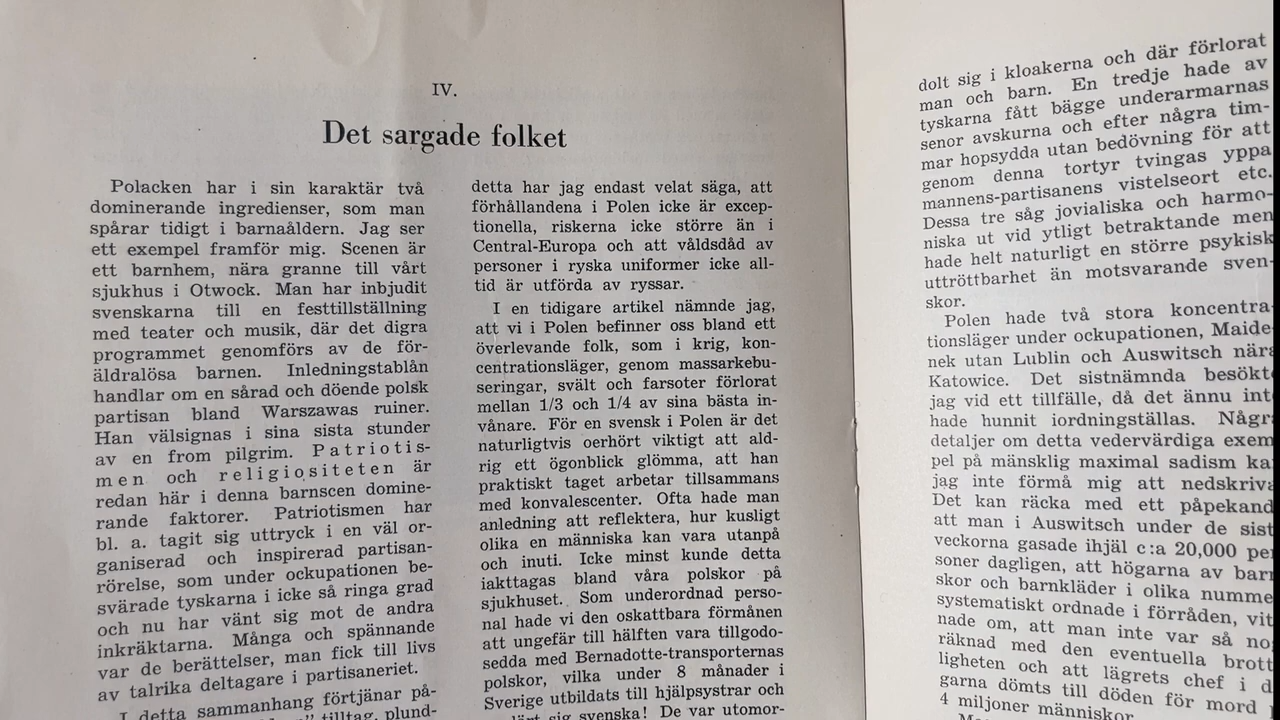 IV.
Det sargade folket
Polacken har i sin karaktär två
dominerande ingredienser, som man
spårar tidigt i barnaåldern. Jag ser
ett exempel framför mig. Scenen är
ett barnhem, nära granne till vårt
sjukhus i Otwock. Man har inbjudit
svenskarna till en festtillställning
med teater och musik, där det digra
programmet genomförs av de för-
äldralösa barnen. Inledningstablån
handlar om en sårad och döende polsk
partisan bland Warszawas ruiner.
Han välsignas i sina sista stunder
av en from pilgrim. Patriotis-
men och religiositeten är
redan här i denna barnscen domine-
rande faktorer. Patriotismen har
bl. a. tagit sig uttryck i en väl or-
ganiserad och inspirerad partisan-
rörelse, som under ockupationen be-
svärade tyskarna i icke så ringa grad
och nu har vänt sig mot de andra
inkräktarna. Många och spännande
var de berättelser, man fick till livs
av talrika deltagare i partisaneriet.
I detta sammanhang förtjänar på-
tilltag, plund-
detta har jag endast velat säga, att
förhållandena i Polen icke är excep-
tionella, riskerna icke större än i
Central-Europa och att våldsdåd av
personer i ryska uniformer icke all-
tid är utförda av ryssar.
I en tidigare artikel nämnde jag,
att vi i Polen befinner oss bland ett
överlevande folk, som i krig, kon-
centrationsläger, genom massarkebu-
seringar, svält och farsoter förlorat
mellan 1/3 och 1/4 av sina bästa in-
vånare. För en svensk i Polen är det
naturligtvis oerhört viktigt att ald-
rig ett ögonblick glömma, att han
praktiskt taget arbetar tillsammans
med konvalescenter. Ofta hade man
anledning att reflektera, hur kusligt
olika en människa kan vara utanpå
och inuti. Icke minst kunde detta
iakttagas bland våra polskor på
sjukhuset. Som underordnad perso-
nal hade vi den oskattbara förmånen
att ungefär till hälften vara tillgodo-
sedda med Bernadotte-transporternas
polskor, vilka under 8 månader i
Sverige utbildats till hjälpsystrar och
sig svenska! De var utomor-
dolt sig i kloakerna och där förlorat
man och barn. En tredje hade av
tyskarna fått bägge underarmarnas
senor avskurna och efter några tim-
mar hopsydda utan bedövning för att
genom denna tortyr tvingas yppa
mannens-partisanens vistelseort etc.
Dessa tre såg jovialiska och harmo-
niska ut vid ytligt betraktande men
hade helt naturligt en större psykisk
uttröttbarhet än motsvarande sven-
skor.
Polen hade två stora koncentra-
tionsläger under ockupationen, Maide-
nek utan Lublin och Auswitsch nära
Katowice. Det sistnämnda besökte
jag vid ett tillfälle, då det ännu int
hade hunnit iordningställas. Några
detaljer om detta vedervärdiga exem
pel på mänsklig maximal sadism ka
jag inte förmå mig att nedskriva
Det kan räcka med ett påpekand
att man i Auswitsch under de sist
veckorna gasade ihjäl c:a 20,000 per
soner dagligen, att högarna av barn
skor och barnkläder i olika numme
systematiskt ordnade i förråden, vit
nade om, att man inte var så no
räknad med den eventuella brott
ligheten och att lägrets chef i d
garna dömts till döden för mord
4 miljoner människor.